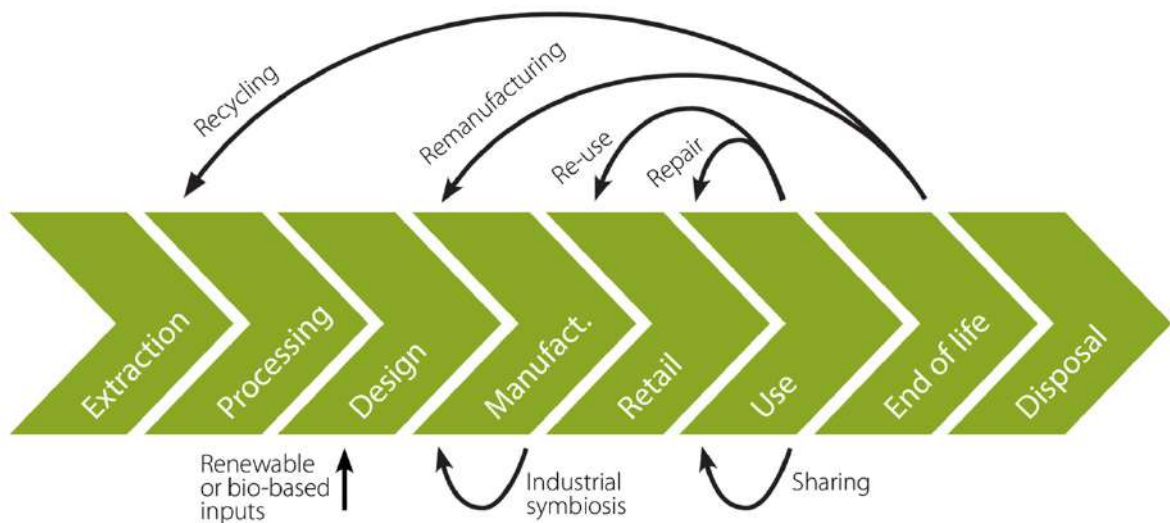 Recycling
Remanufacturing
Re-use
Repair
Extraction
Processing
Design
Manufact.
Retail
Use
End of life
Disposal
Renewable
or bio-based
inputs
Industrial
symbiosis
Sharing